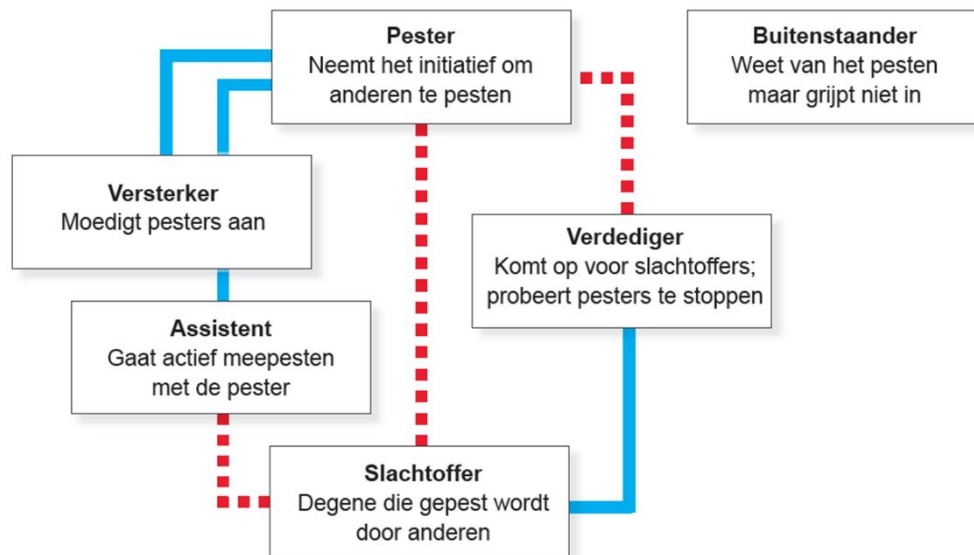 Pester
Neemt het initiatief om
anderen te pesten
Buitenstaander
Weet van het pesten
maar grijpt niet in
Versterker
Moedigt pesters aan
Verdediger
Komt op voor slachtoffers;
probeert pesters te stoppen
Assistent
Gaat actief meepesten
met de pester
Slachtoffer
Degene die gepest wordt
door anderen